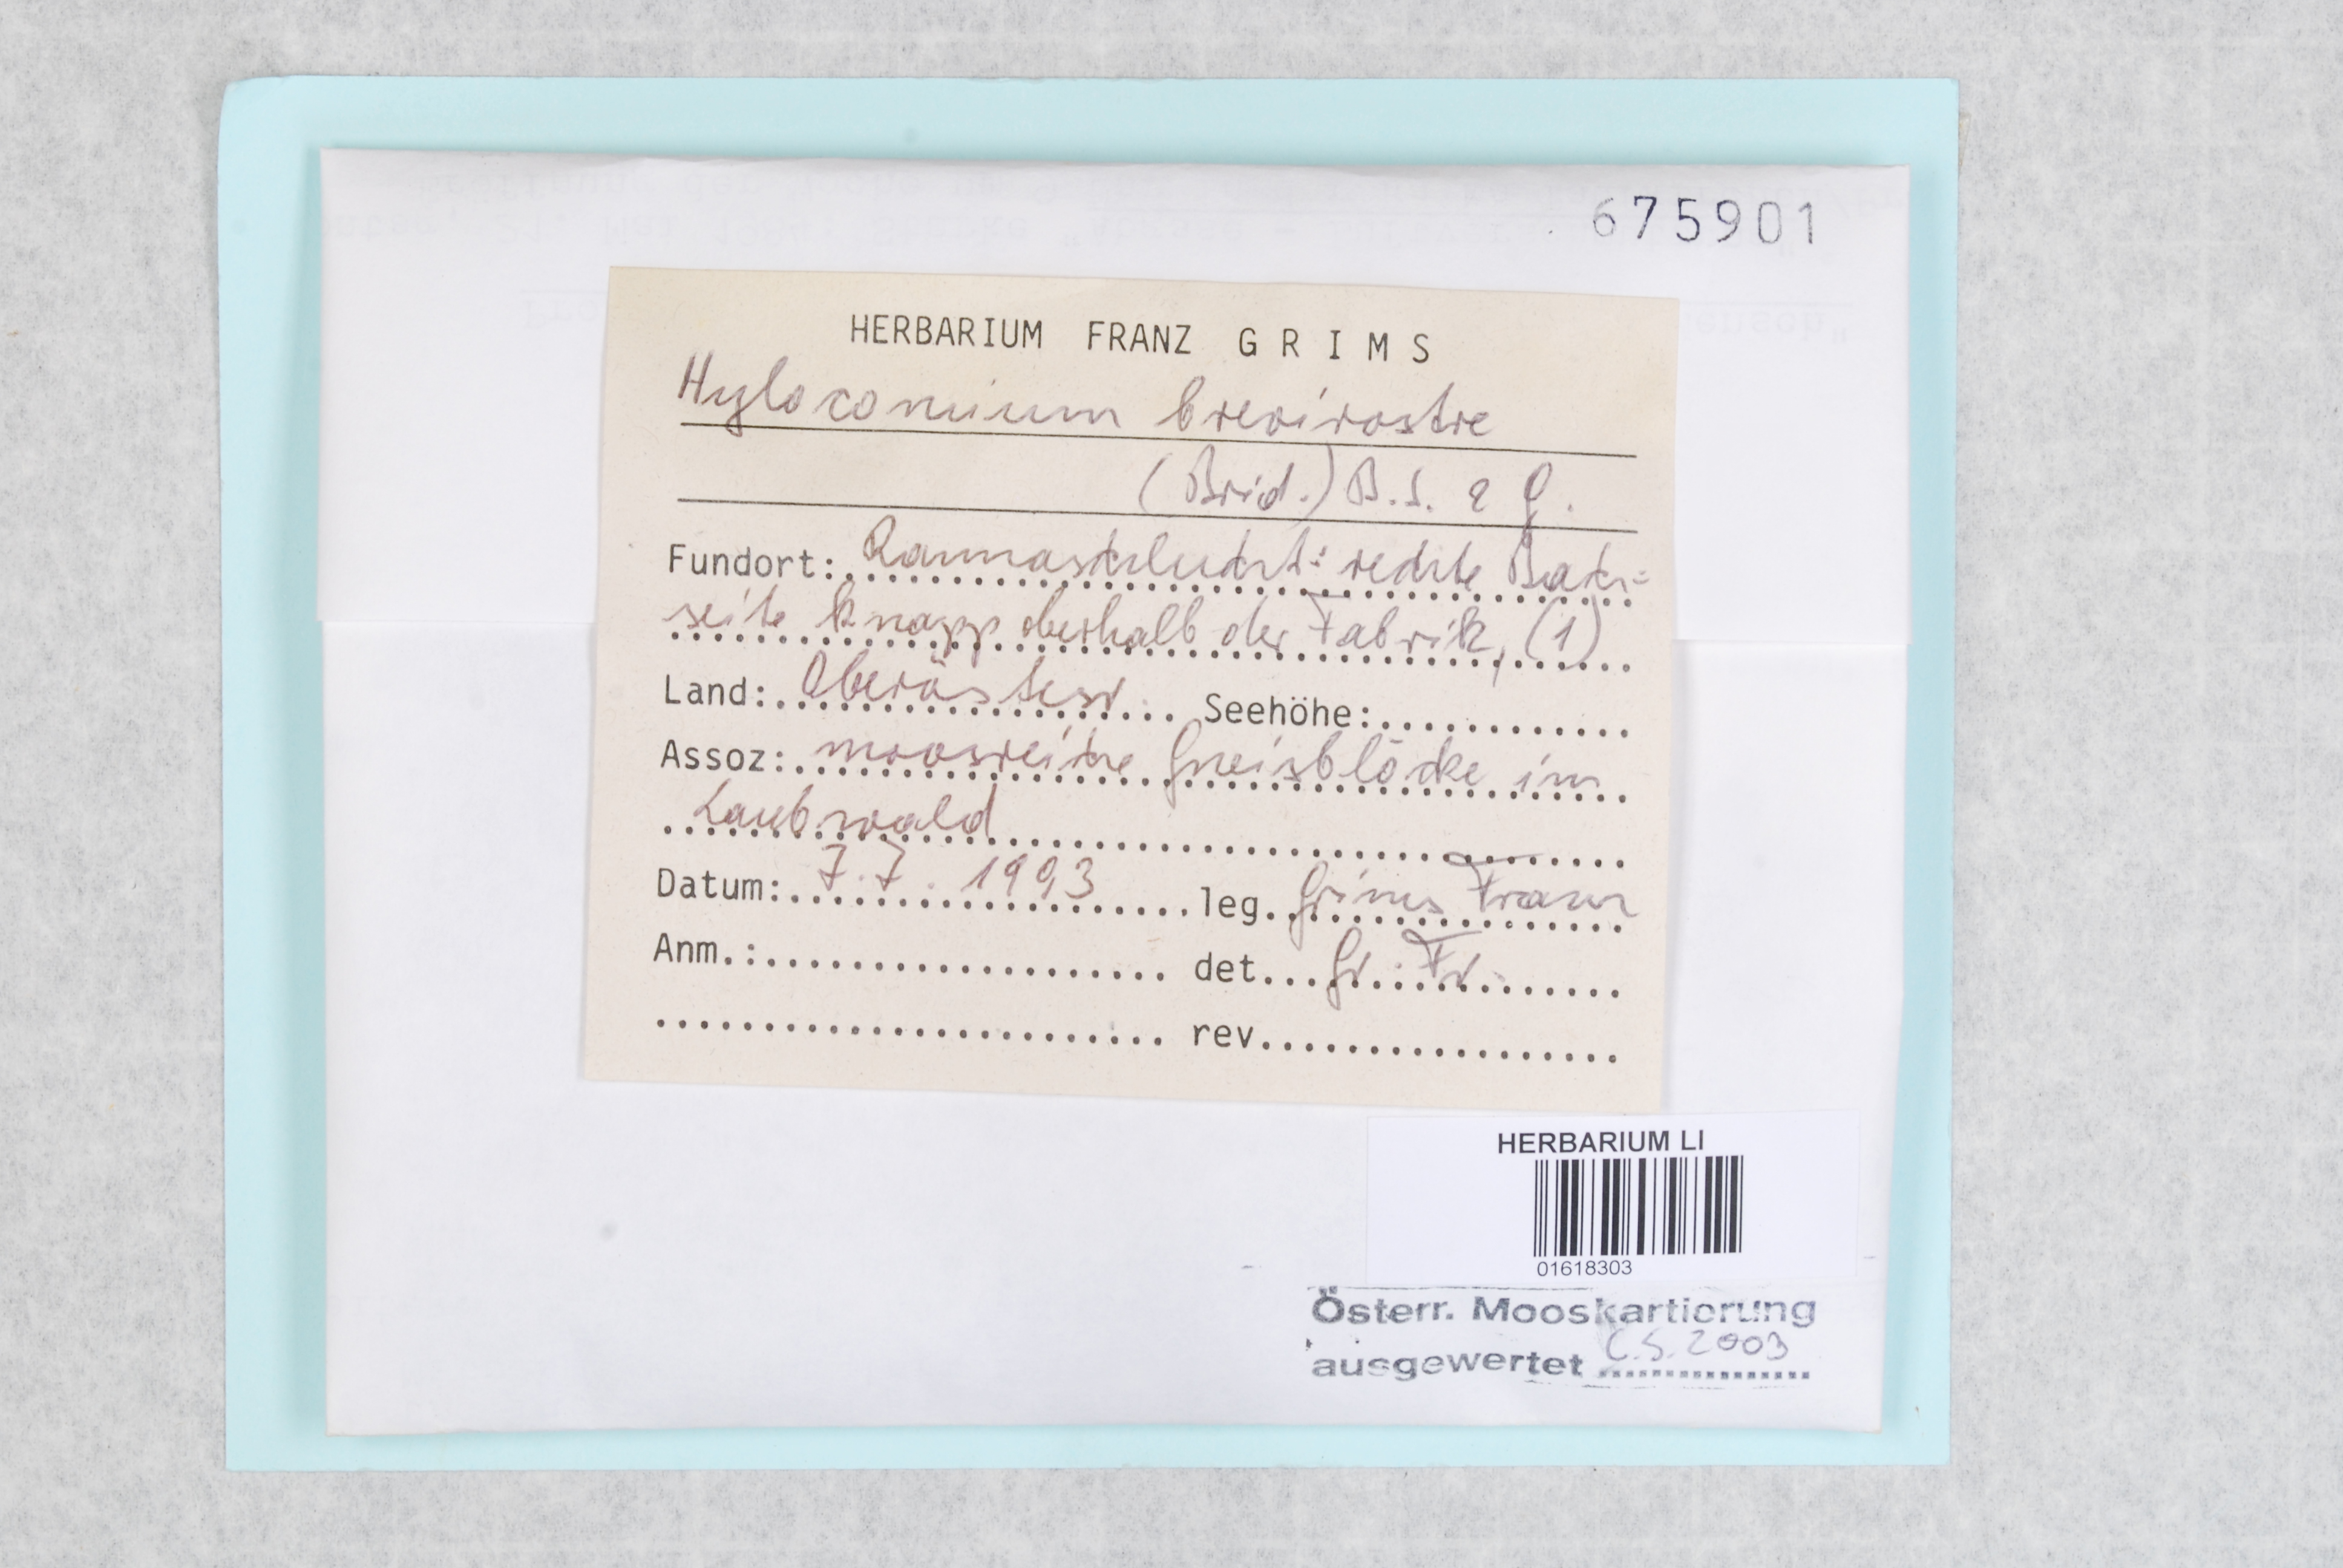 675901
HERBARIUM FRANZ GRIMS
Hylocomium brevirostre
(Brid.) B.S. & G.
Fundort: Rannaschlucht: rechte Bach=
seite knapp oberhalb der Fabrik, (1)
Land: Oberösterr. Seehöhe:
Assoz: moosreiche Gneisblöcke im
Laubwald
Datum: 7.7.1993 leg. Grims Franz
Anm.: det. Gr. Fr.
rev.
HERBARIUM LI
01618303
Österr. Mooskartierung
ausgewertet C.S. 2003